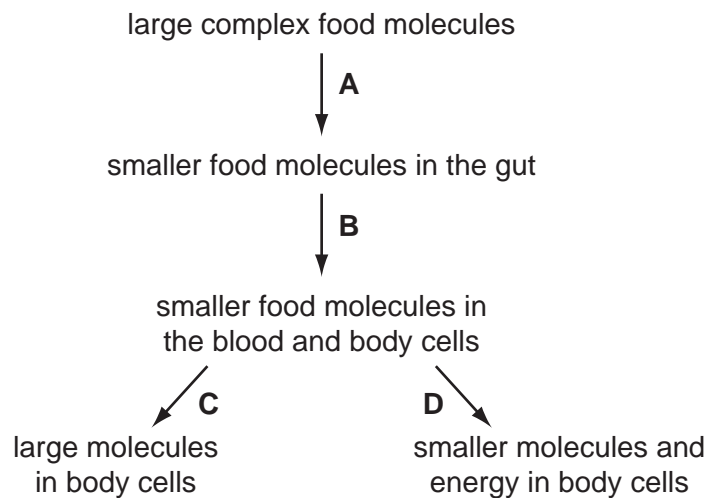 large complex food molecules
A
smaller food molecules in the gut
B
smaller food molecules in
the blood and body cells
C
D
large molecules
in body cells
smaller molecules and
energy in body cells